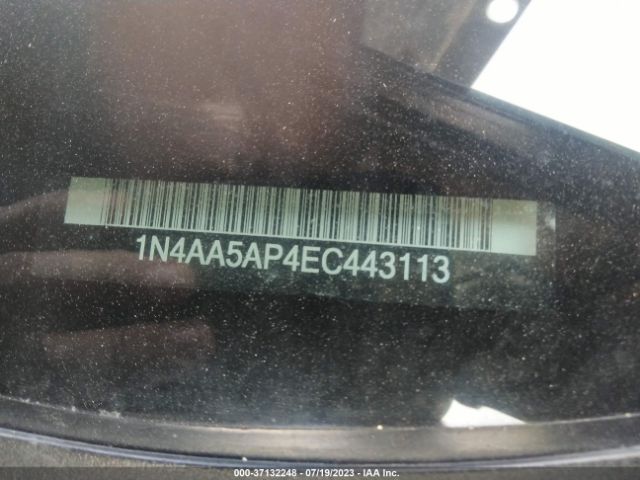 1N4AA5AP4EC443113
000-37132248 - 07/19/2023 - IAA Inc.